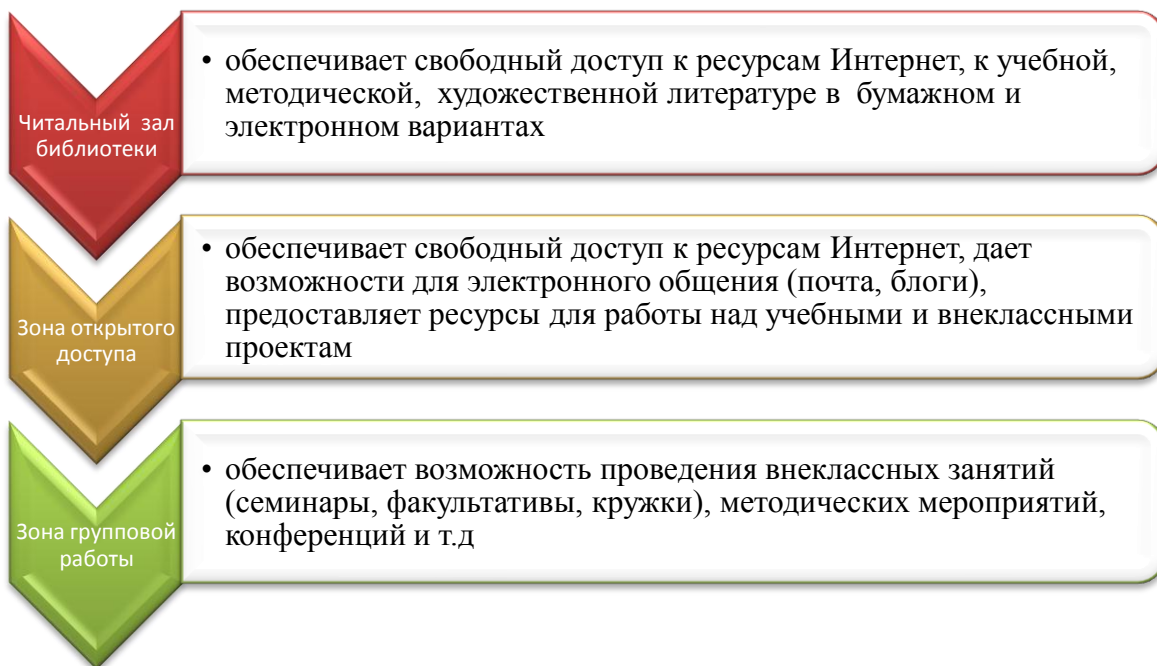 Читальный зал
библиотеки
• обеспечивает свободный доступ к ресурсам Интернет, к учебной,
методической, художественной литературе в бумажном и
электронном вариантах
Зона открытого
доступа
• обеспечивает свободный доступ к ресурсам Интернет, дает
возможности для электронного общения (почта, блоги),
предоставляет ресурсы для работы над учебными и внеклассными
проектам
Зона групповой
работы
• обеспечивает возможность проведения внеклассных занятий
(семинары, факультативы, кружки), методических мероприятий,
конференций и т.д